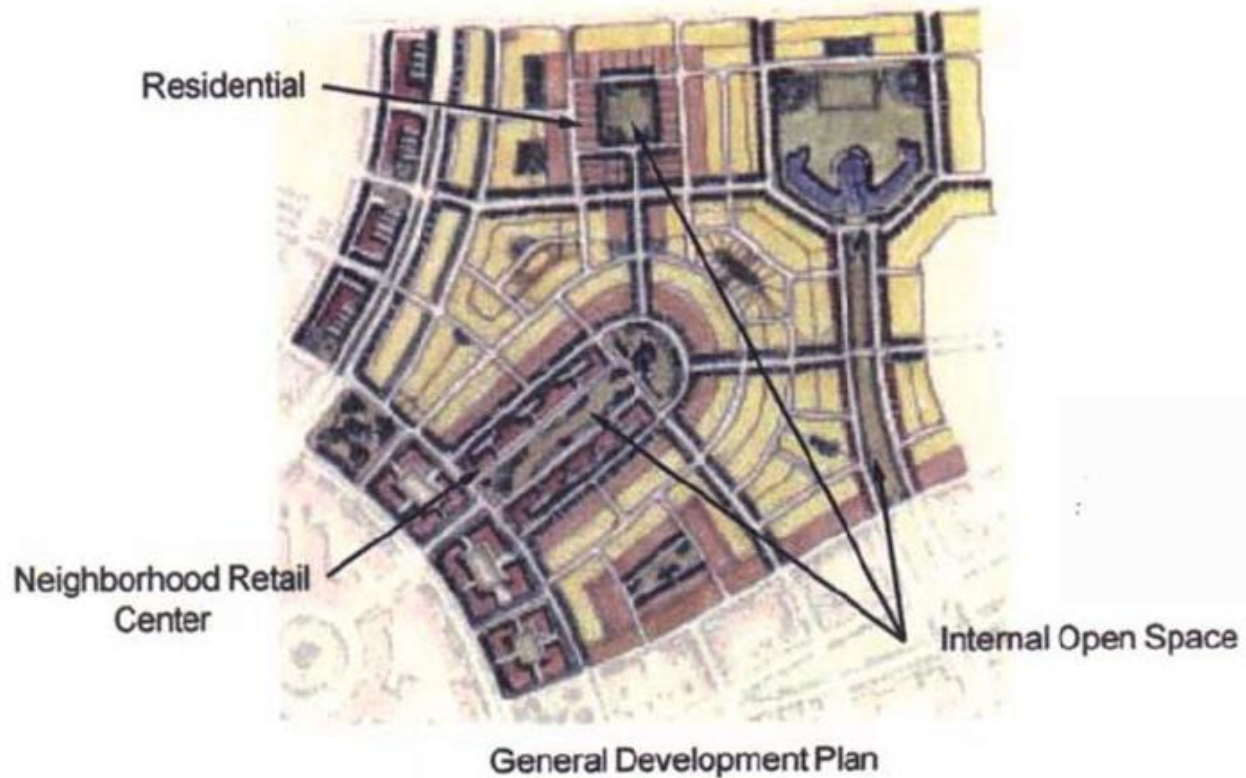 Residential
Neighborhood Retail
Center
Internal Open Space
General Development Plan